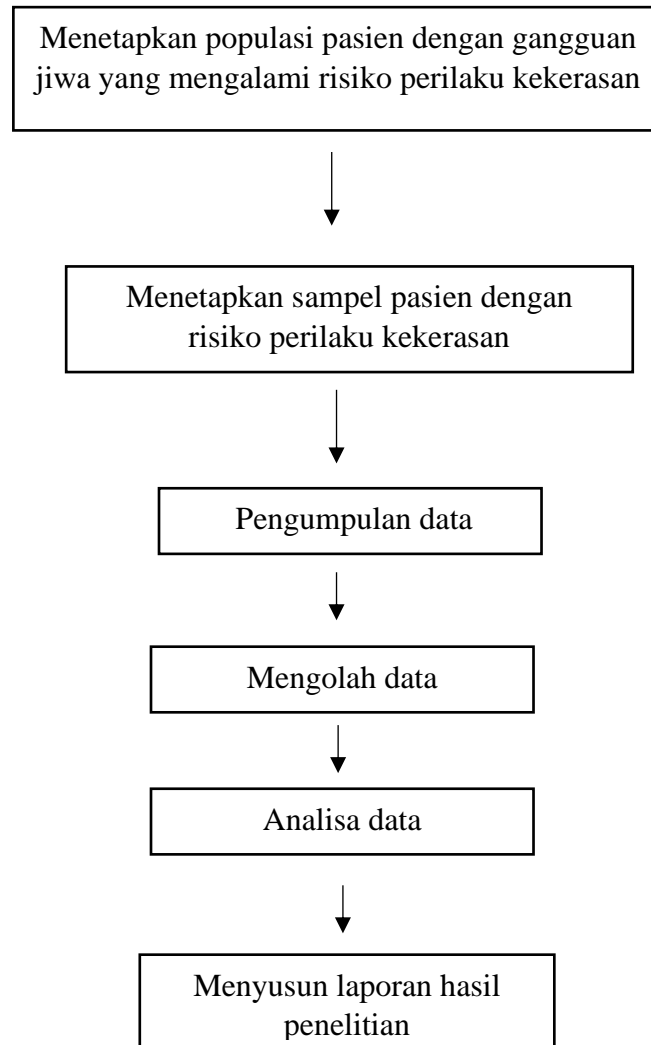 Menetapkan populasi pasien dengan gangguan
jiwa yang mengalami risiko perilaku kekerasan
Menetapkan sampel pasien dengan
risiko perilaku kekerasan
Pengumpulan data
Mengolah data
Analisa data
Menyusun laporan hasil
penelitian